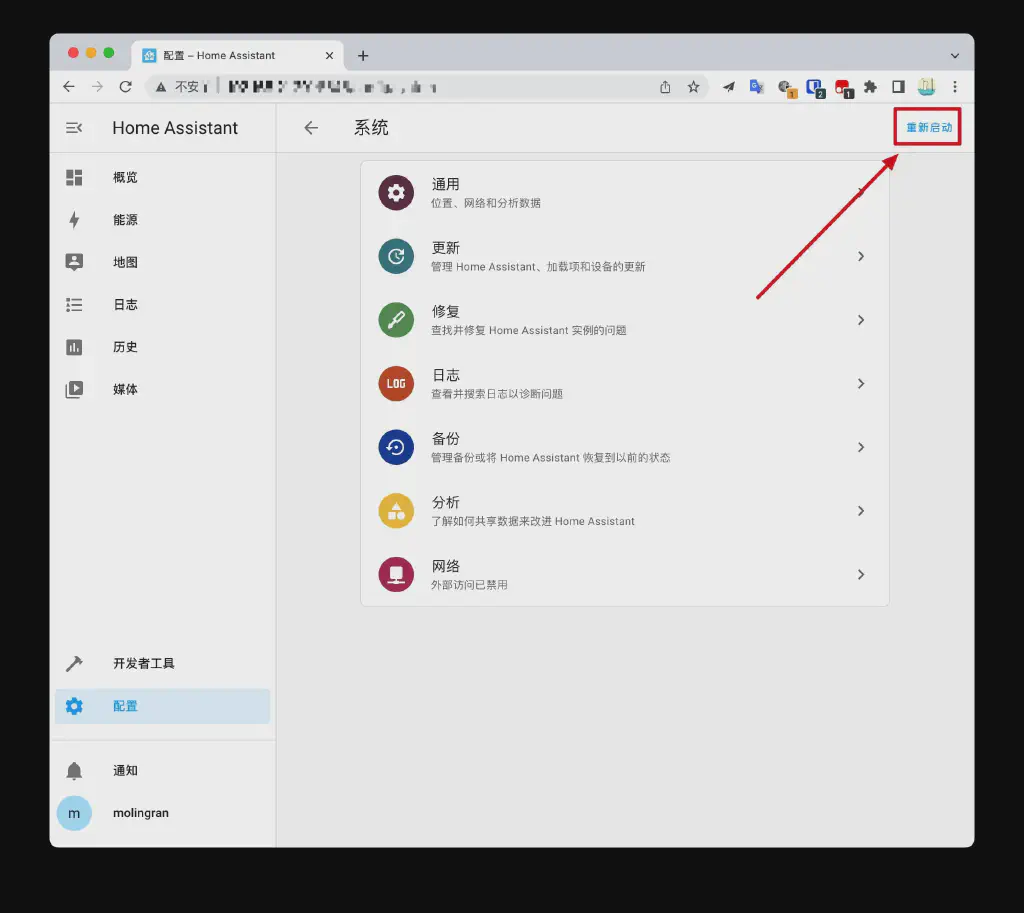 配置 – Home Assistant
不安
1
2
1
Home Assistant
系统
重新启动
概览
能源
地图
日志
历史
媒体
通用
位置、网络和分析数据
更新
管理 Home Assistant、加载项和设备的更新
修复
查找并修复 Home Assistant 实例的问题
LOG
日志
查看并搜索日志以诊断问题
备份
管理备份或将 Home Assistant 恢复到以前的状态
分析
了解如何共享数据来改进 Home Assistant
网络
外部访问已禁用
开发者工具
配置
通知
m
molingran